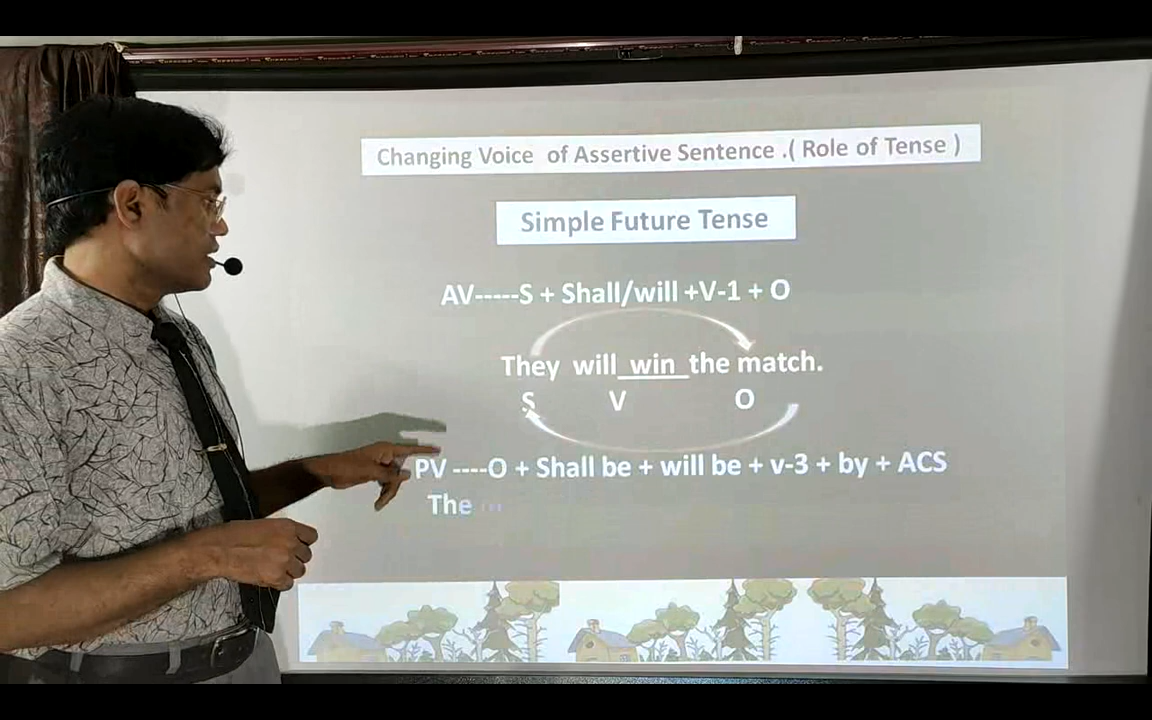 Changing Voice of Assertive Sentence .( Role of Tense )
Simple Future Tense
AV-----S + Shall/will +V-1 + O
They will win the match.
S V O
PV ----O + Shall be + will be + v-3 + by + ACS
The